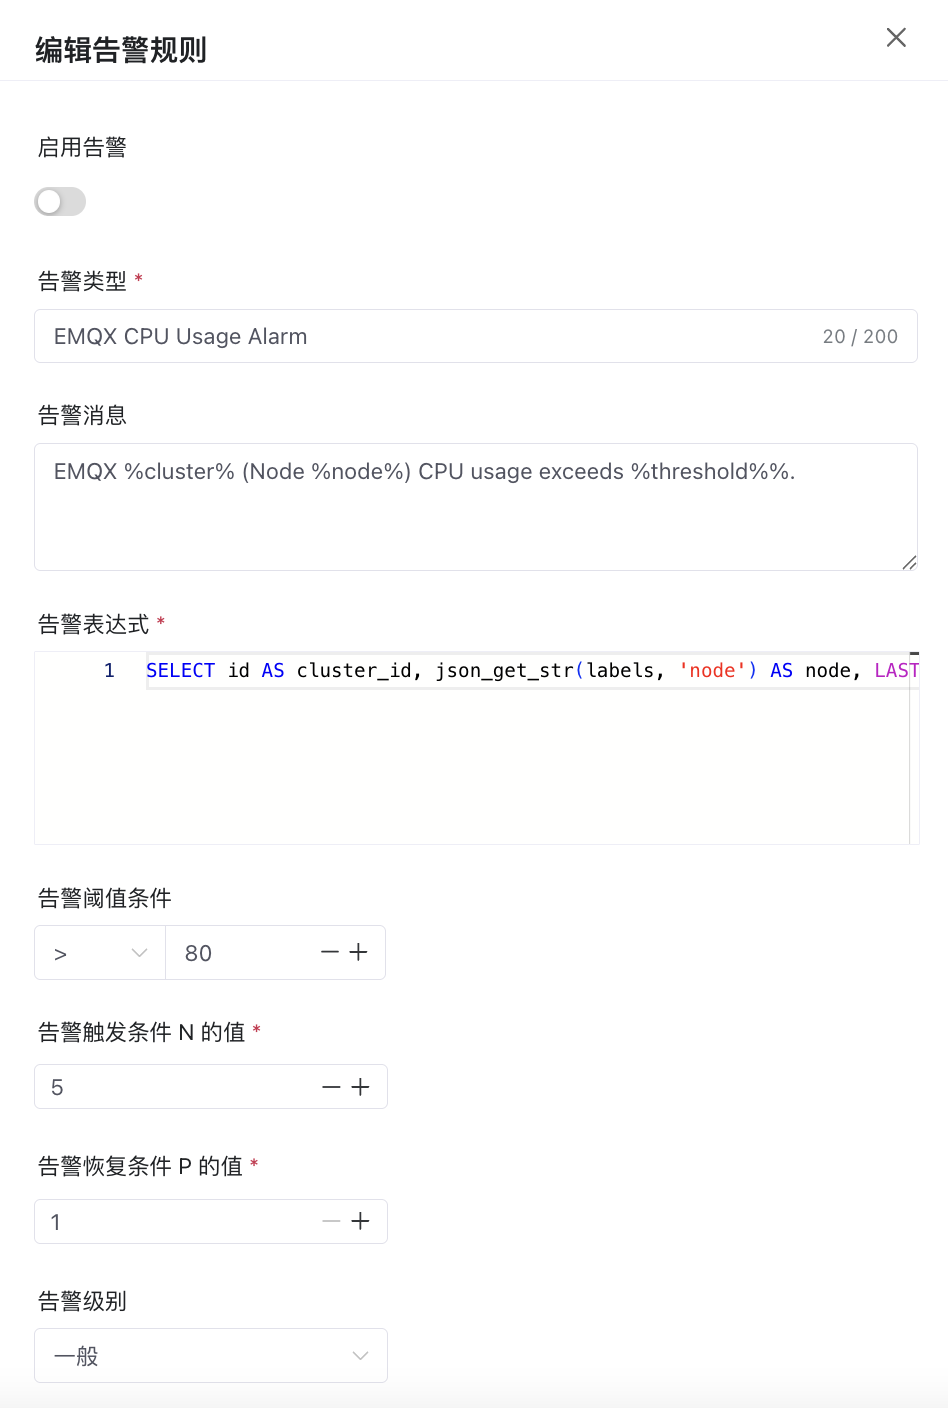 编辑告警规则
启用告警
告警类型 *
EMQX CPU Usage Alarm 20 / 200
告警消息
EMQX %cluster% (Node %node%) CPU usage exceeds %threshold%%.
告警表达式 *
1 SELECT id AS cluster_id, json_get_str(labels, 'node') AS node, LAST
告警阈值条件
> 80
告警触发条件 N 的值 *
5
告警恢复条件 P 的值 *
1
告警级别
一般